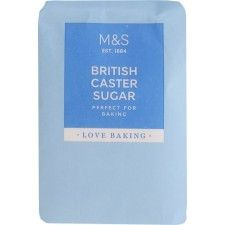 M&S
EST. 1884
BRITISH
CASTER
SUGAR
PERFECT FOR
BAKING
LOVE BAKING